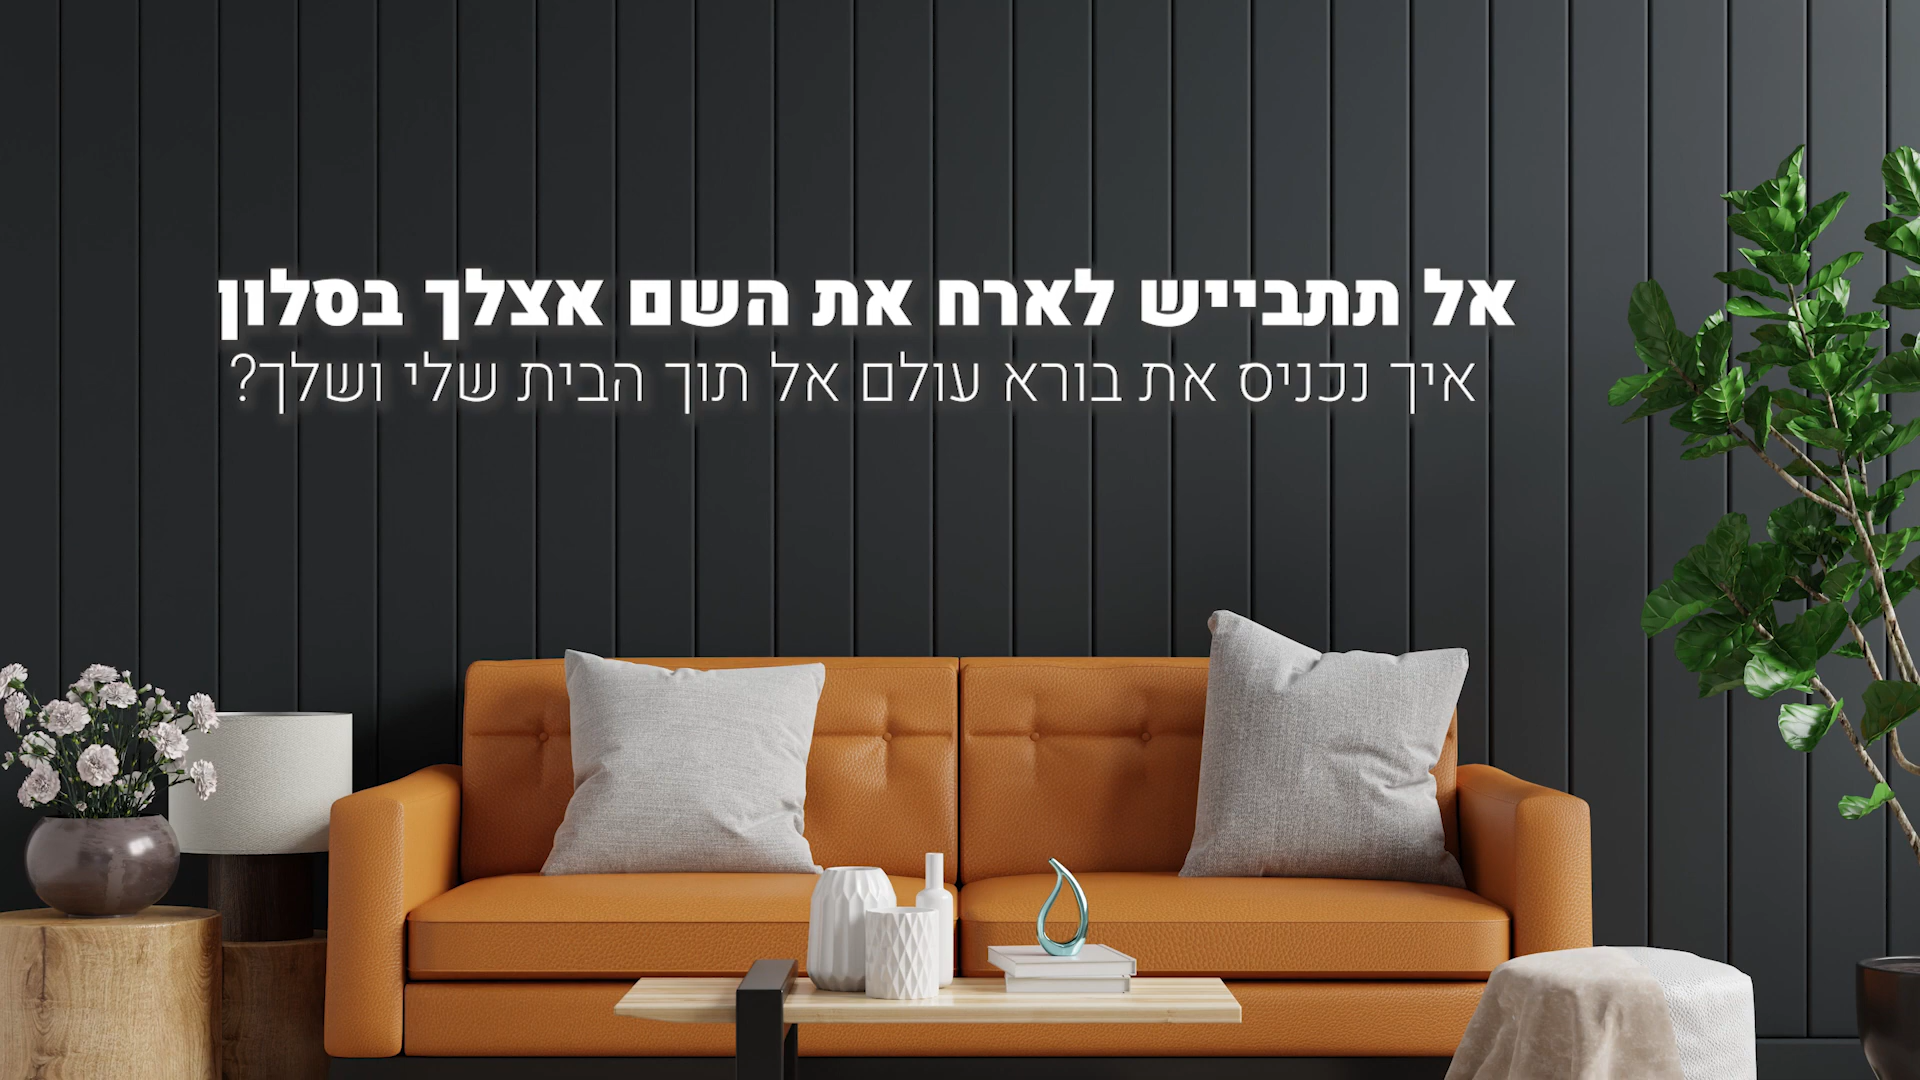 אל תתבייש לארח את השם אצלך בסלון
איך נכניס את בורא עולם אל תוך הבית שלי ושלך?